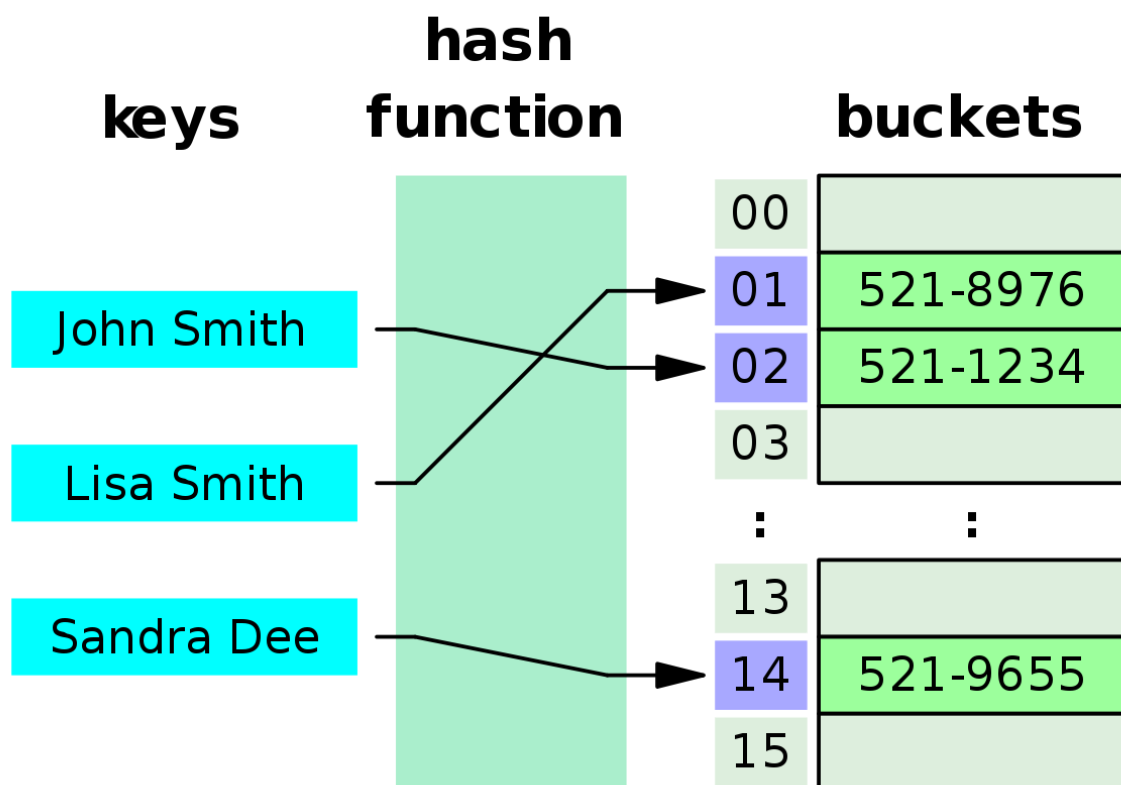 hash
keys function buckets
00
01 521-8976
John Smith
02 521-1234
03
Lisa Smith
: :
13
Sandra Dee
14 521-9655
15